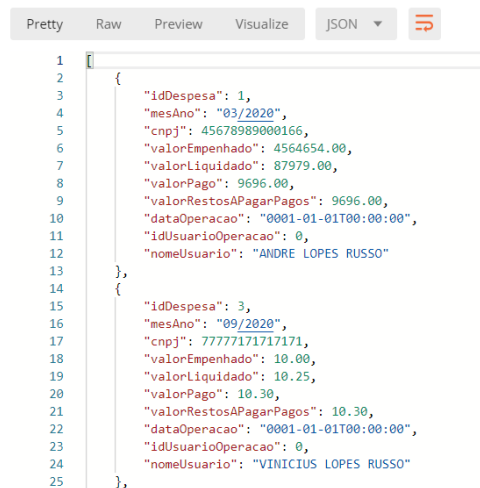 Pretty Raw Preview Visualize JSON
1 [
2 {
3 "idDespesa": 1,
4 "mesAno": "03/2020",
5 "cnpj": 45678989000166,
6 "valorEmpenhado": 4564654.00,
7 "valorLiquidado": 87979.00,
8 "valorPago": 9696.00,
9 "valorRestosAPagarPagos": 9696.00,
10 "dataOperacao": "0001-01-01T00:00:00",
11 "idUsuarioOperacao": 0,
12 "nomeUsuario": "ANDRE LOPES RUSSO"
13 },
14 {
15 "idDespesa": 3,
16 "mesAno": "09/2020",
17 "cnpj": 77777171717171,
18 "valorEmpenhado": 10.00,
19 "valorLiquidado": 10.25,
20 "valorPago": 10.30,
21 "valorRestosAPagarPagos": 10.30,
22 "dataOperacao": "0001-01-01T00:00:00",
23 "idUsuarioOperacao": 0,
24 "nomeUsuario": "VINICIUS LOPES RUSSO"
25 },